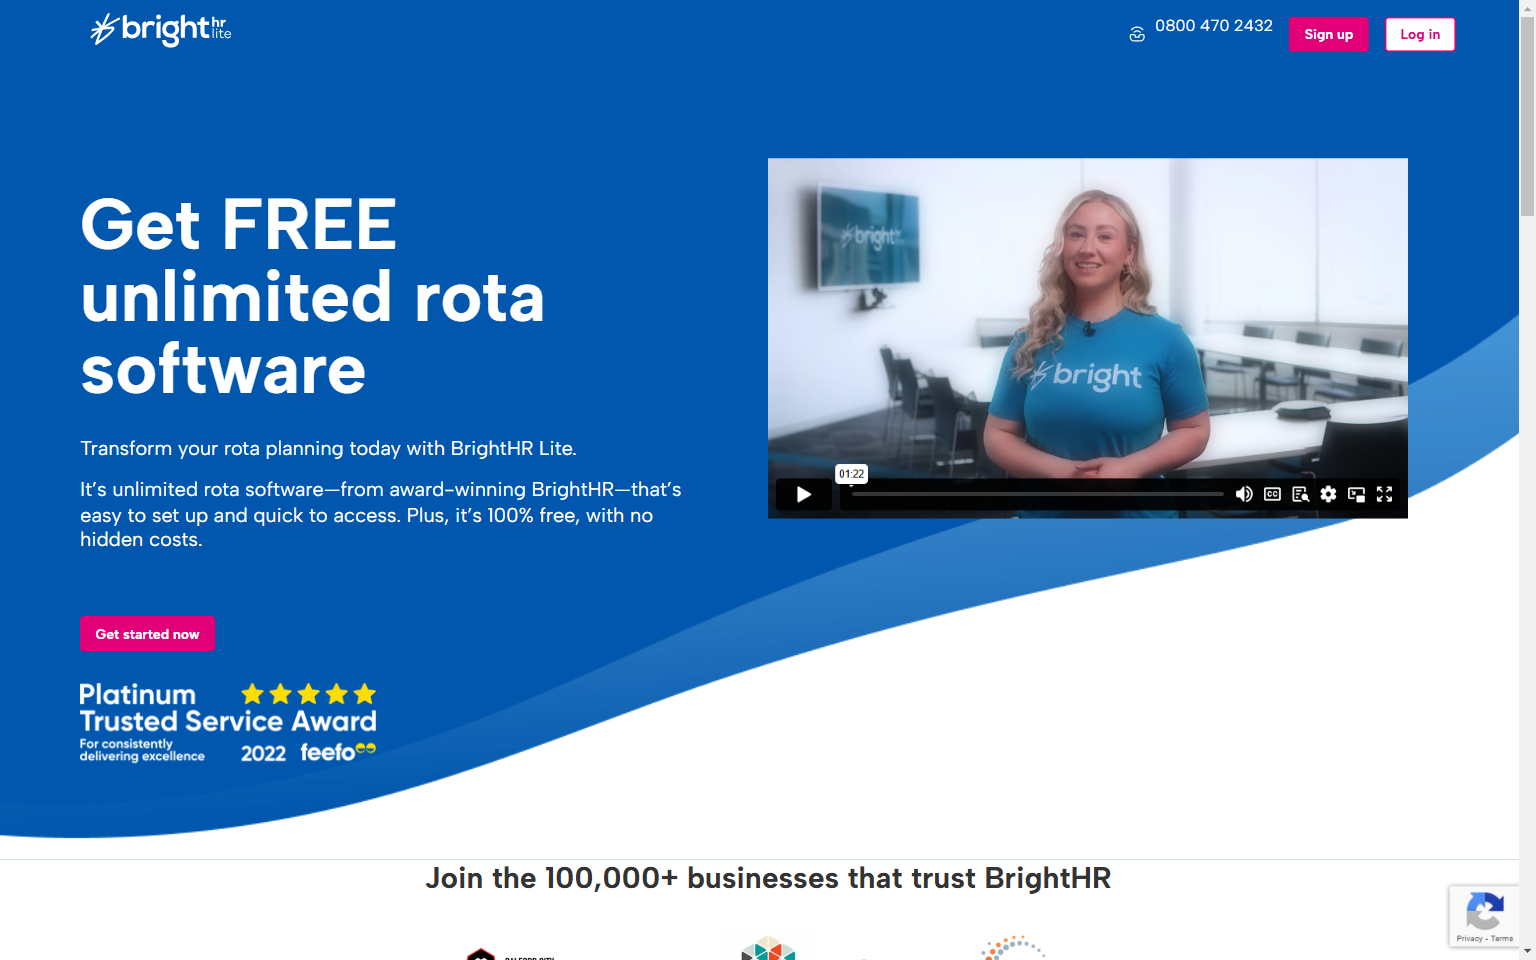 bright hr lite
0800 470 2432
Sign up
Log in
Get FREE
unlimited rota
software
Transform your rota planning today with BrightHR Lite.
It's unlimited rota software—from award-winning BrightHR—that's
easy to set up and quick to access. Plus, it's 100% free, with no
hidden costs.
Get started now
bright
bright
01:22
CC
Platinum
Trusted Service Award
For consistently
delivering excellence
2022 feefo
Join the 100,000+ businesses that trust BrightHR
Privacy - Terms